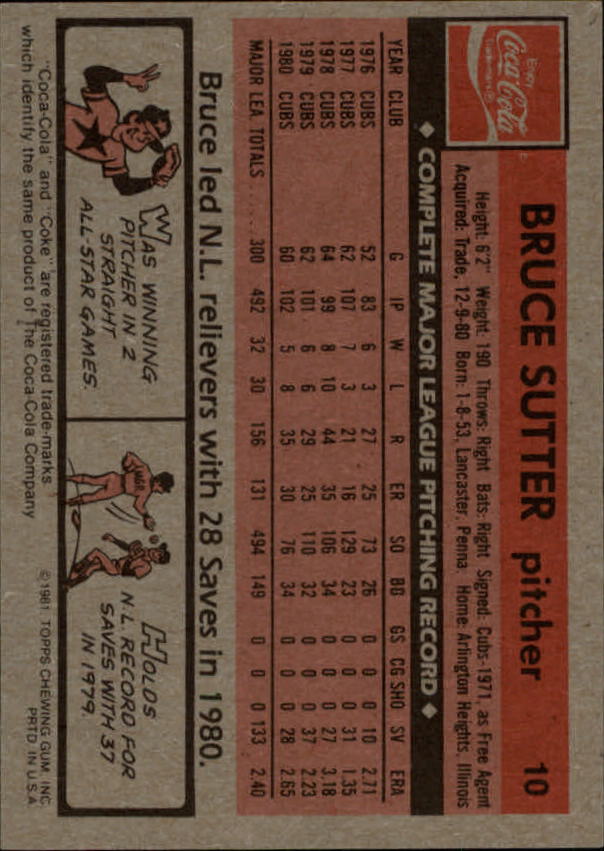 Enjoy
Coca-Cola
Trade-mark ®
BRUCE SUTTER pitcher 10
Height: 6'2" Weight: 190 Throws: Right Bats: Right Signed: Cubs-1971, as Free Agent
Acquired: Trade, 12-9-80 Born: 1-8-53, Lancaster, Penna. Home: Arlington Heights, Illinois
◆ COMPLETE MAJOR LEAGUE PITCHING RECORD ◆
YEAR CLUB G IP W L R ER SO BB GS CG SHO SV ERA
1976 CUBS 52 83 6 3 27 25 73 26 0 0 0 10 2.71
1977 CUBS 62 107 7 3 21 16 129 23 0 0 0 31 1.35
1978 CUBS 64 99 8 10 44 35 106 34 0 0 0 27 3.18
1979 CUBS 62 101 6 6 29 25 110 32 0 0 0 37 2.23
1980 CUBS 60 102 5 8 35 30 76 34 0 0 0 28 2.65
MAJOR LEA. TOTALS ..... 300 492 32 30 156 131 494 149 0 0 0 133 2.40
Bruce led N.L. relievers with 28 Saves in 1980.
WAS WINNING
PITCHER IN 2
STRAIGHT
ALL-STAR GAMES.
MGR.
HOLDS
N.L. RECORD FOR
SAVES WITH 37
IN 1979.
"Coca-Cola" and "Coke" are registered trade-marks
which identify the same product of The Coca-Cola Company
©1981 TOPPS CHEWING GUM, INC.
PRTD. IN U.S.A.